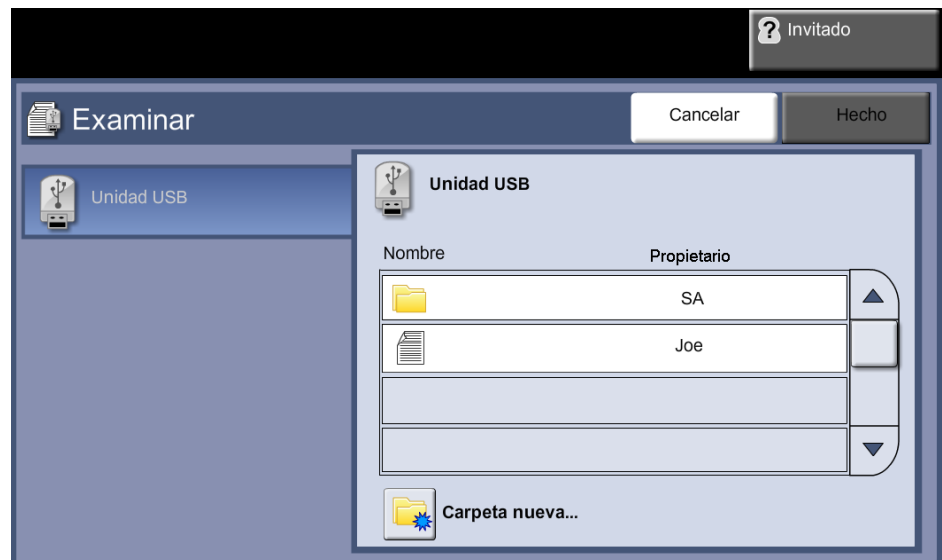 Invitado
Examinar
Cancelar
Hecho
Unidad USB
Unidad USB
Nombre
Propietario
SA
Joe
Carpeta nueva...